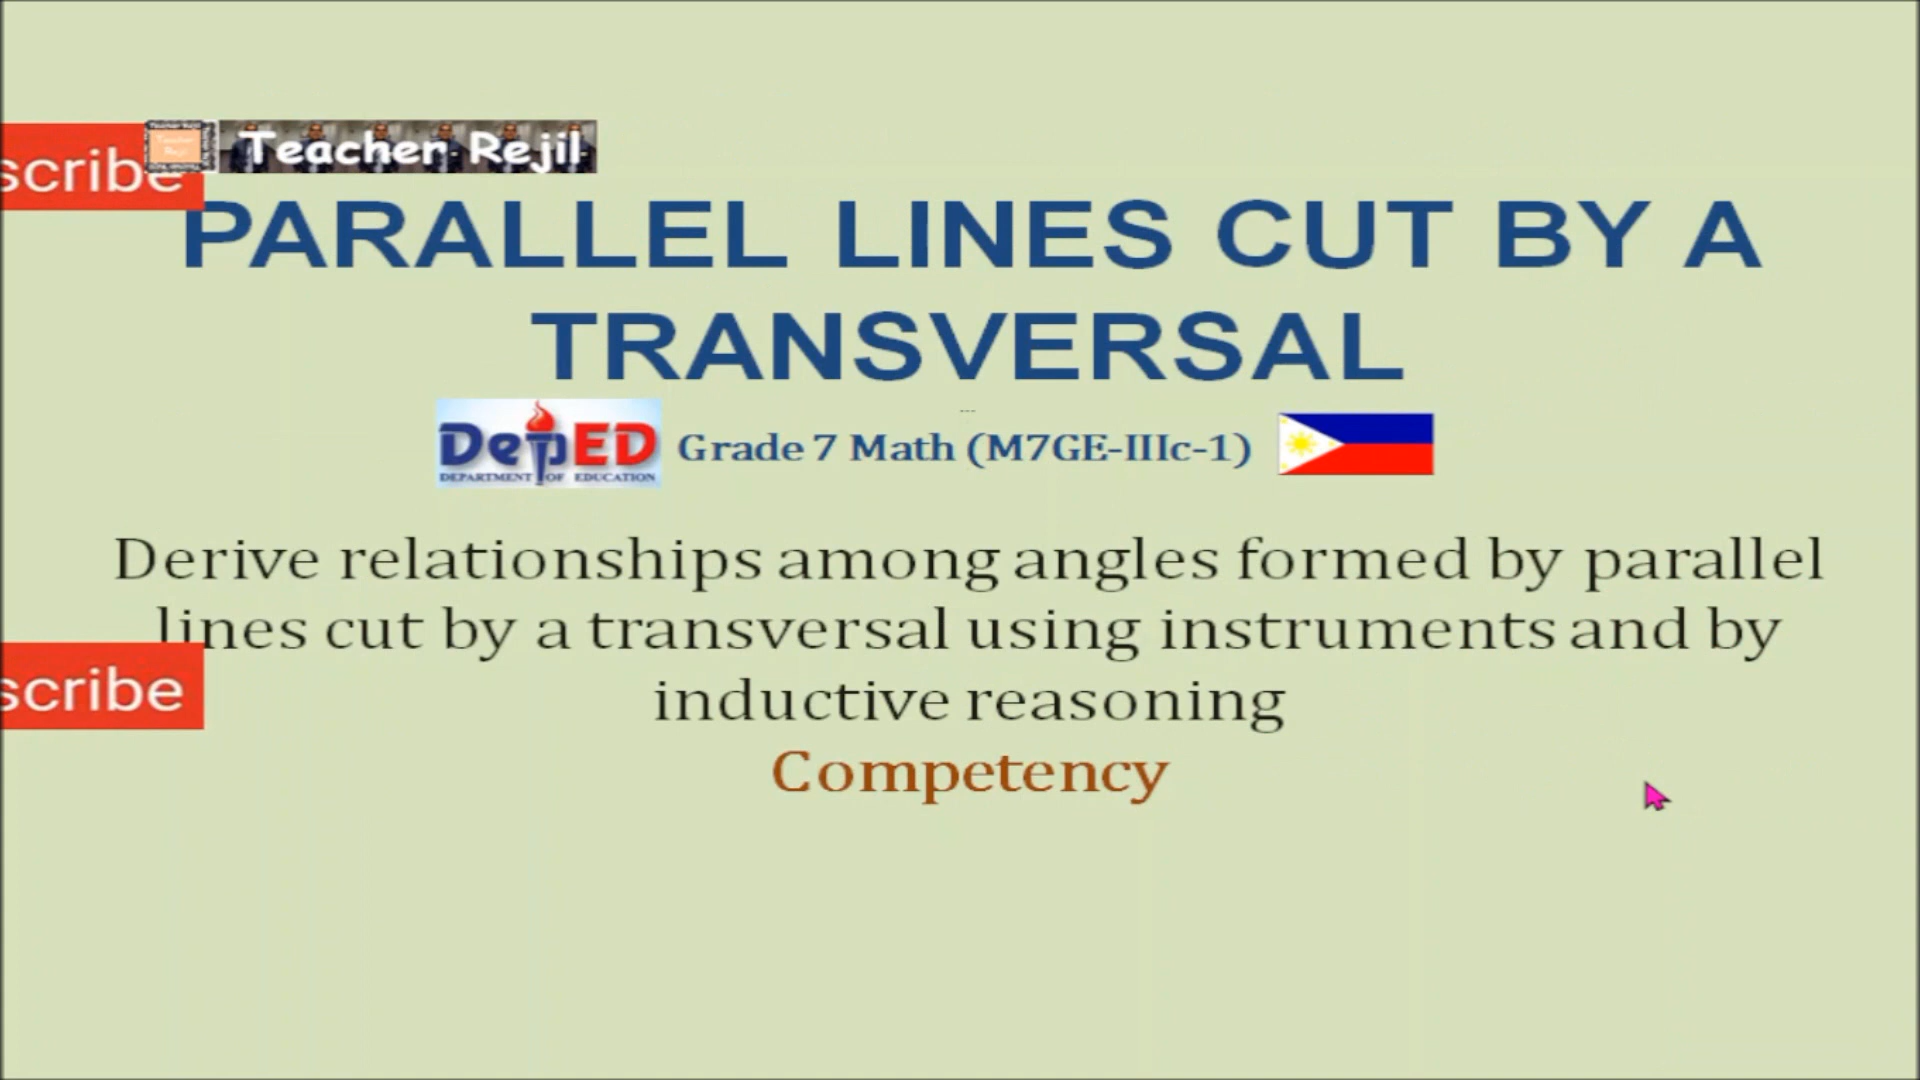 Teacher Rejil
scribe
PARALLEL LINES CUT BY A
TRANSVERSAL
DepED
DEPARTMENT OF EDUCATION
Grade 7 Math (M7GE-IIIc-1)
Derive relationships among angles formed by parallel
lines cut by a transversal using instruments and by
inductive reasoning
scribe
Competency